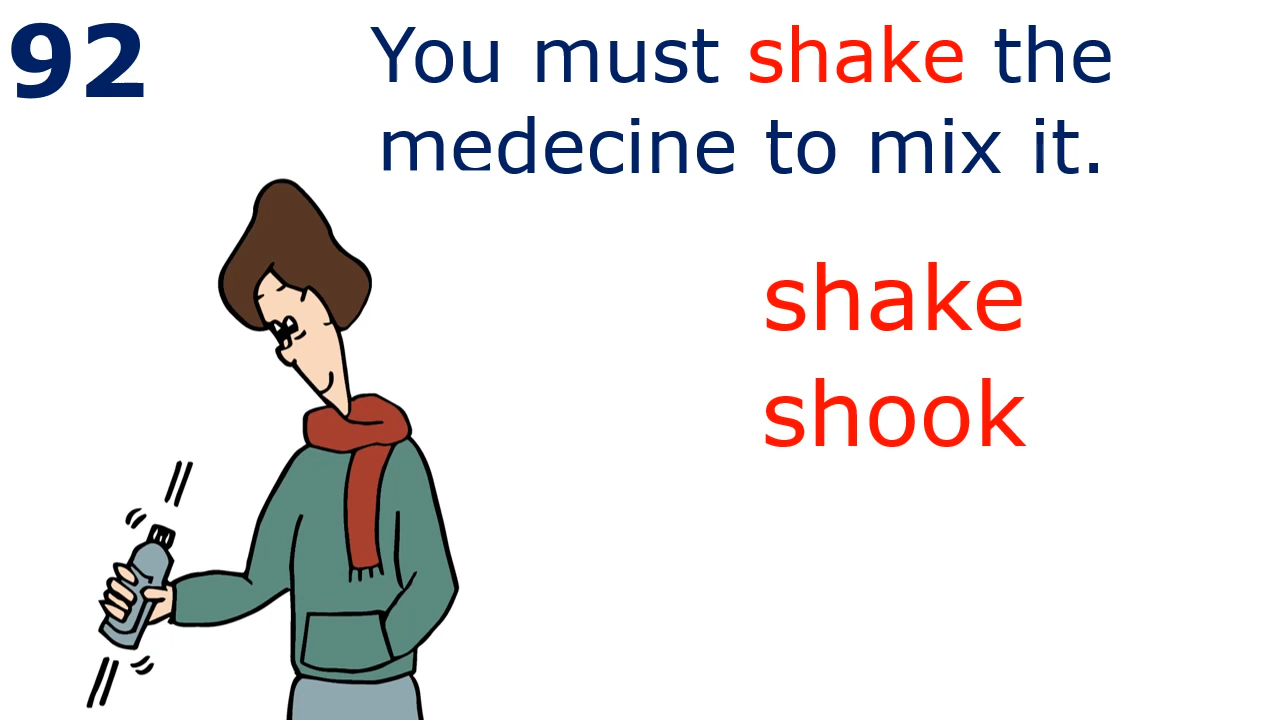 92
You must shake the
medecine to mix it.
shake
shook